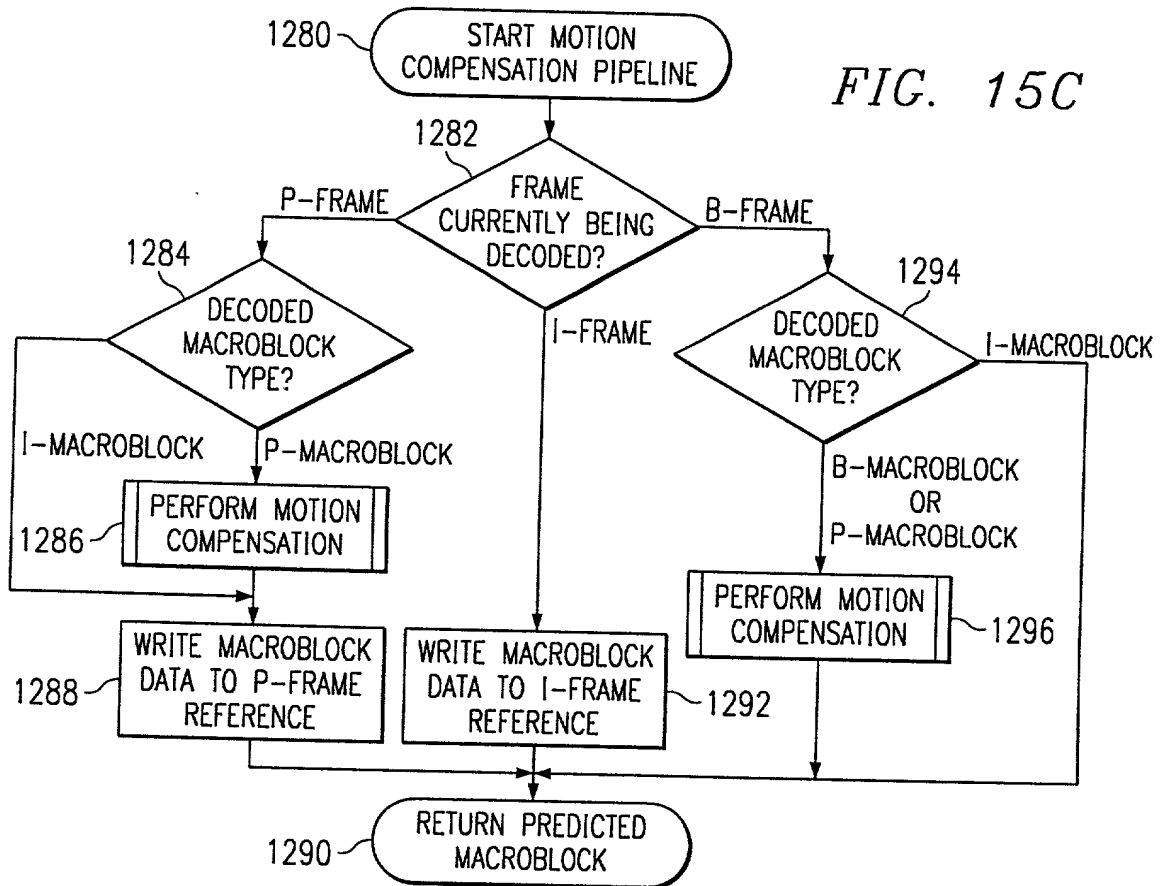 1280
START MOTION
COMPENSATION PIPELINE
FIG. 15C
1282
FRAME
CURRENTLY BEING
DECODED?
P-FRAME
B-FRAME
I-FRAME
1284
DECODED
MACROBLOCK
TYPE?
1294
DECODED
MACROBLOCK
TYPE?
I-MACROBLOCK
I-MACROBLOCK
P-MACROBLOCK
B-MACROBLOCK
OR
P-MACROBLOCK
1286
PERFORM MOTION
COMPENSATION
PERFORM MOTION
COMPENSATION
1296
1288
WRITE MACROBLOCK
DATA TO P-FRAME
REFERENCE
WRITE MACROBLOCK
DATA TO I-FRAME
REFERENCE
1292
1290
RETURN PREDICTED
MACROBLOCK